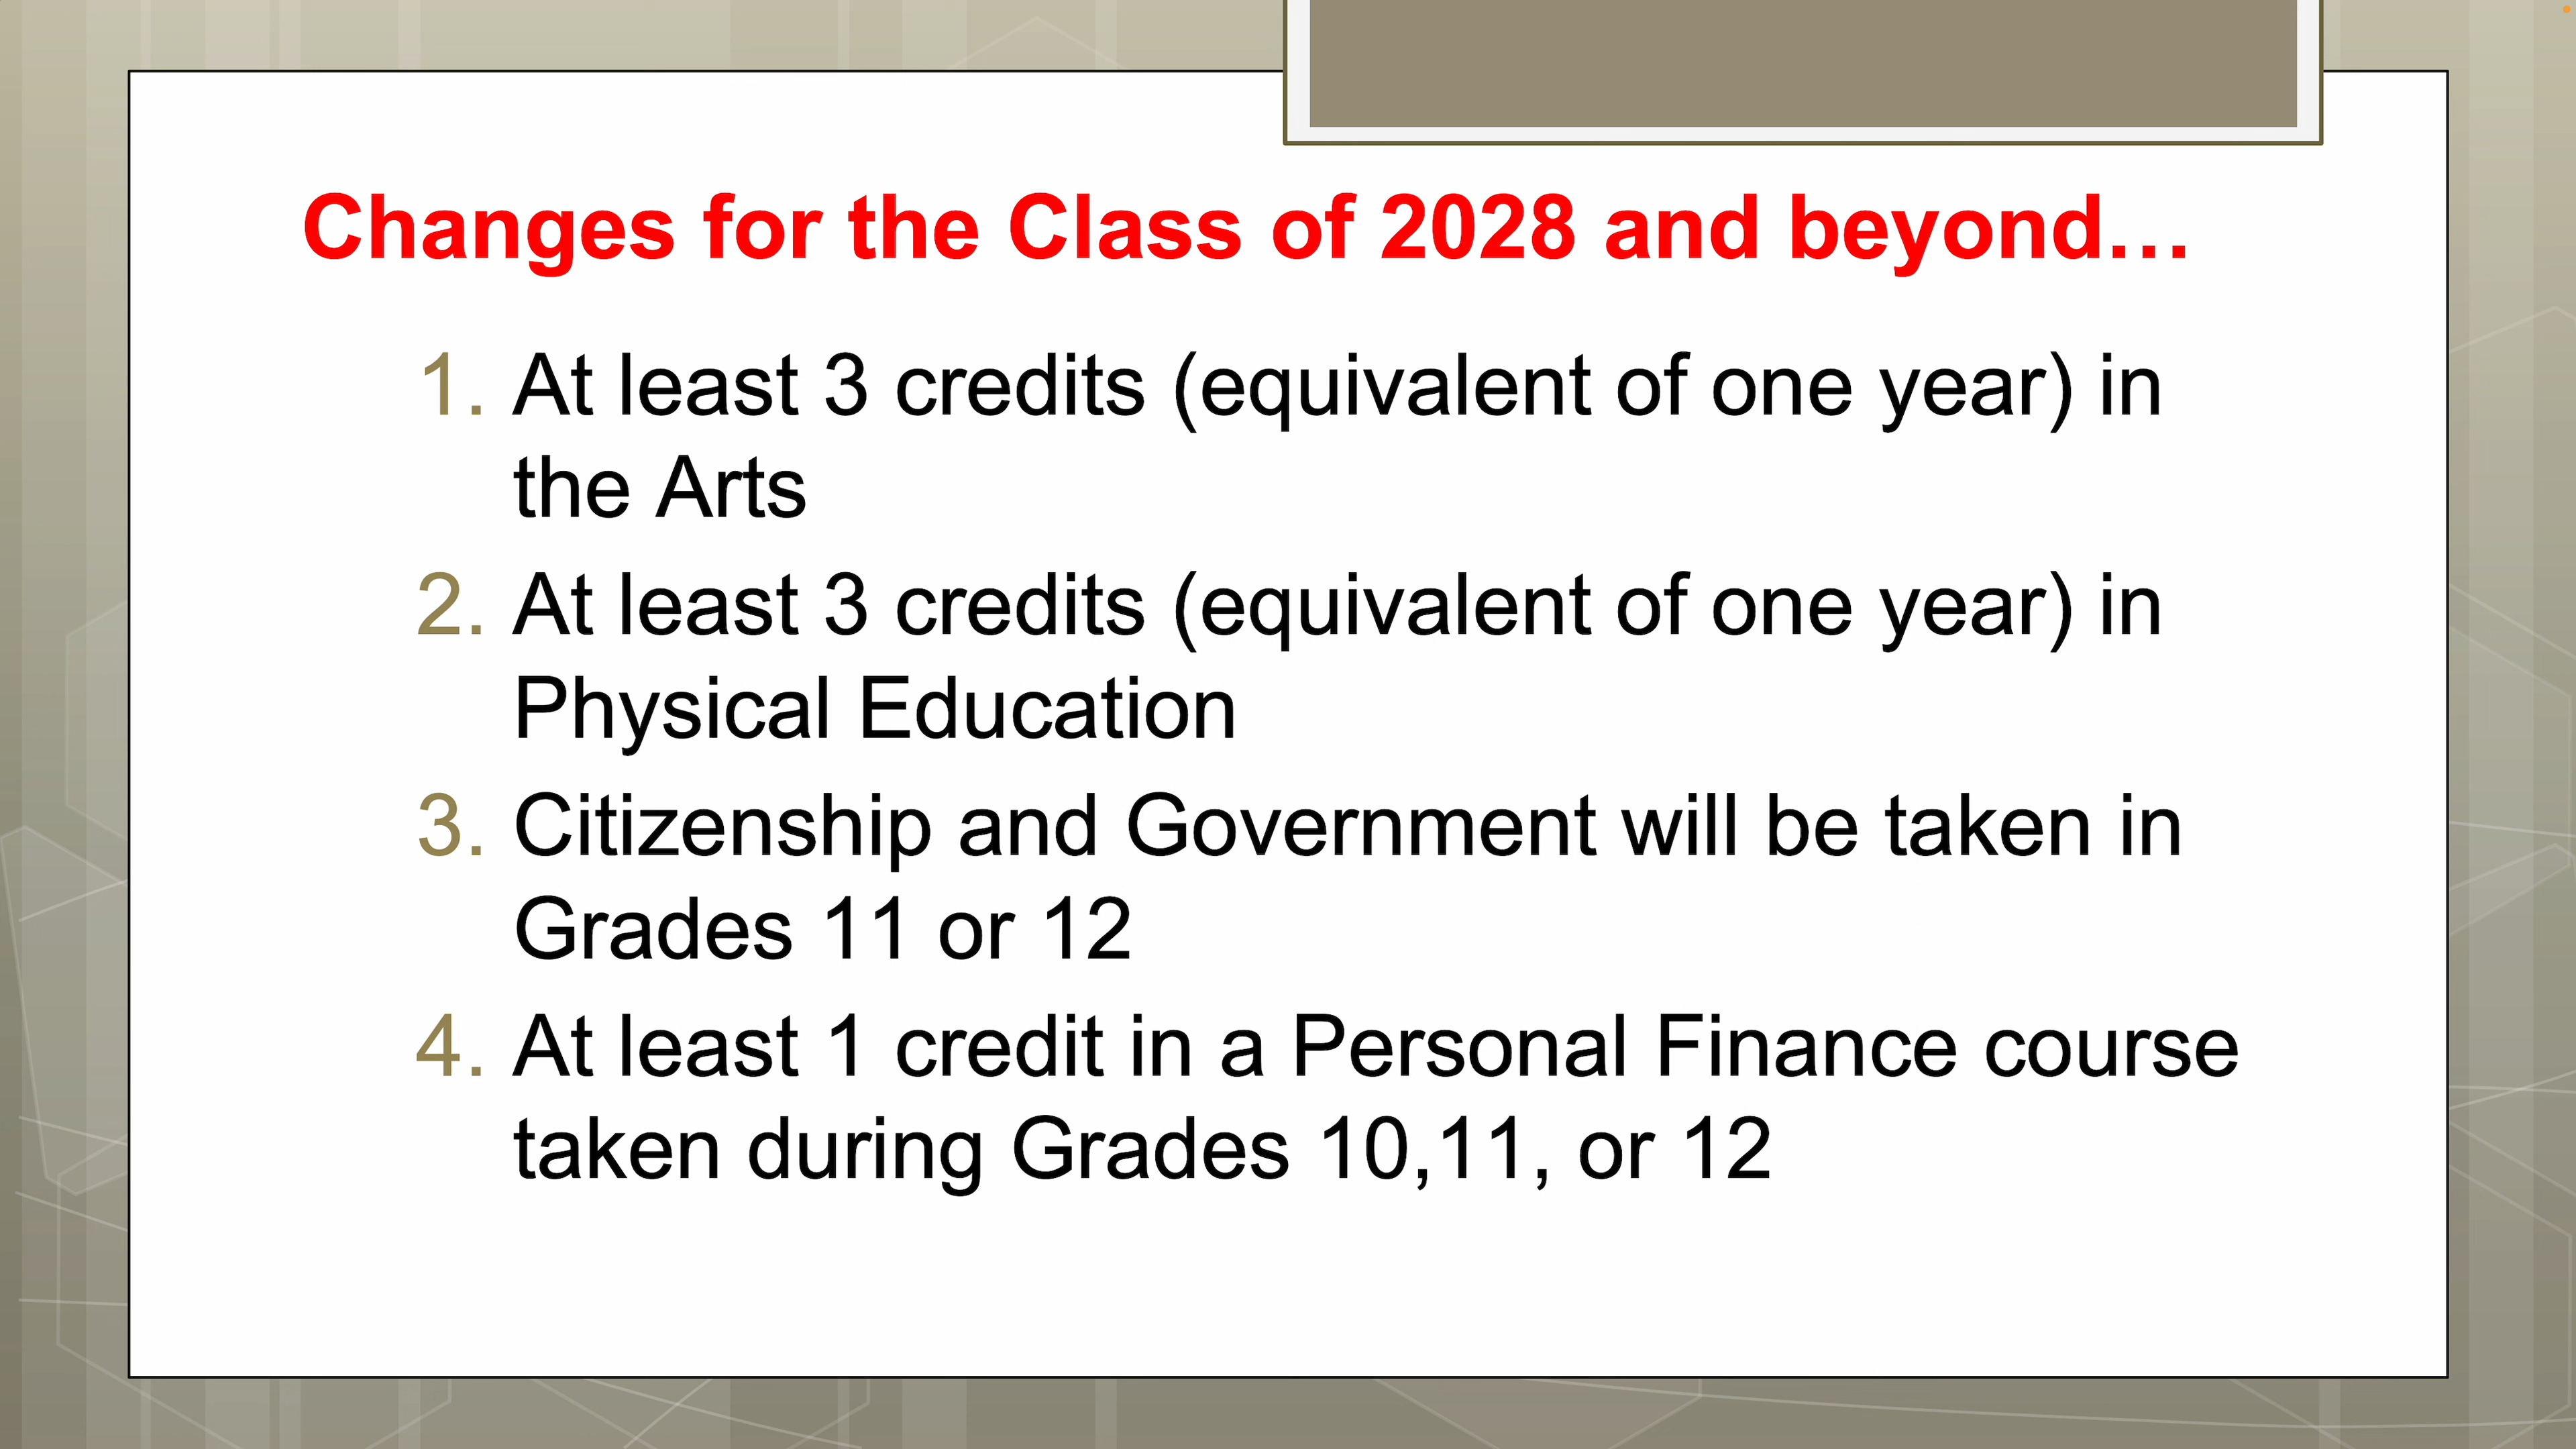 Changes for the Class of 2028 and beyond…
1. At least 3 credits (equivalent of one year) in
the Arts
2. At least 3 credits (equivalent of one year) in
Physical Education
3. Citizenship and Government will be taken in
Grades 11 or 12
4. At least 1 credit in a Personal Finance course
taken during Grades 10,11, or 12